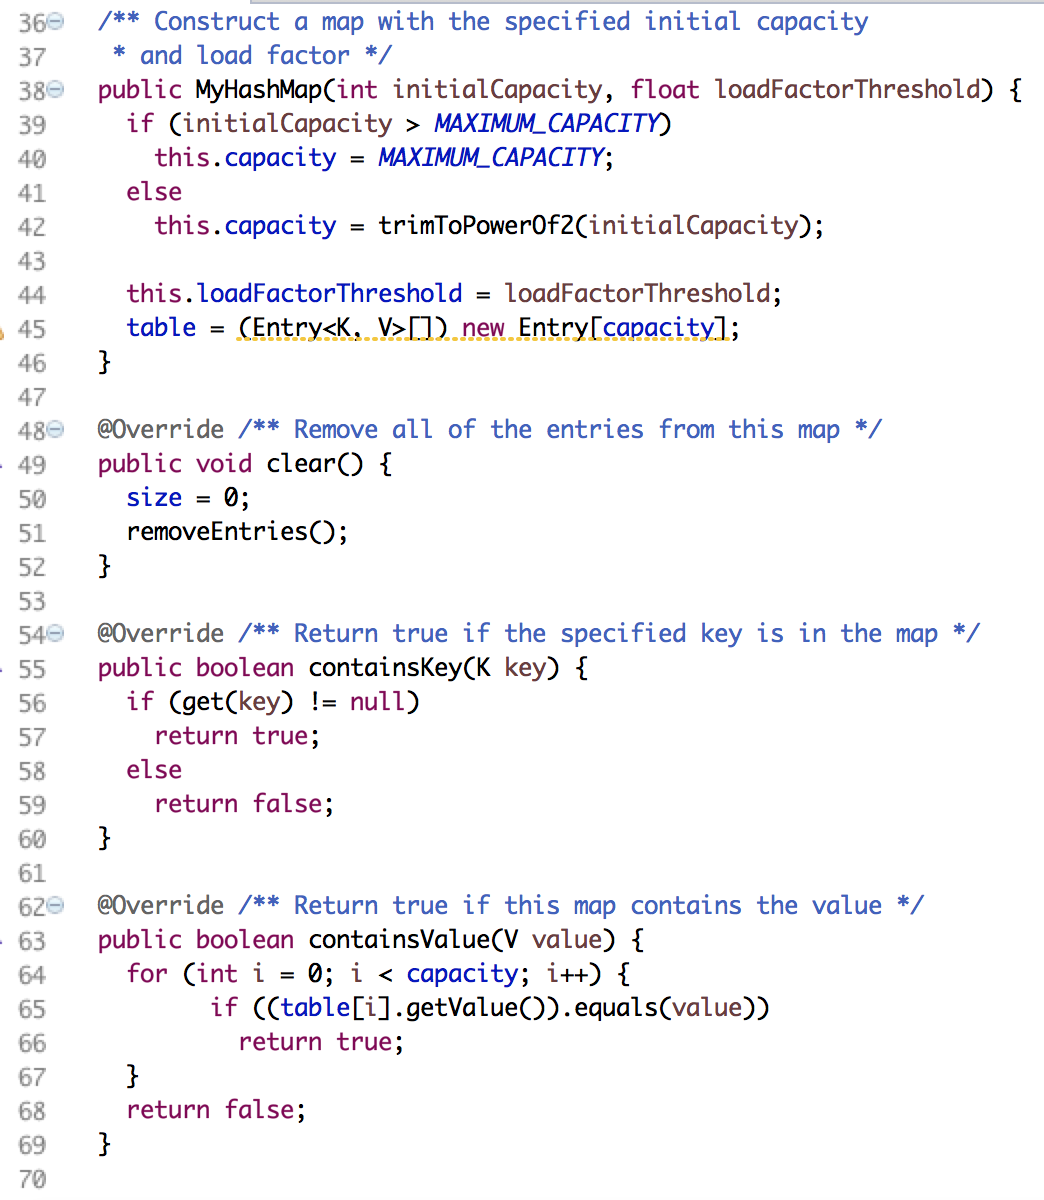 36 /** Construct a map with the specified initial capacity
37 * and load factor */
38 public MyHashMap(int initialCapacity, float loadFactorThreshold) {
39 if (initialCapacity > MAXIMUM_CAPACITY)
40 this.capacity = MAXIMUM_CAPACITY;
41 else
42 this.capacity = trimToPowerOf2(initialCapacity);
43
44 this.loadFactorThreshold = loadFactorThreshold;
45 table = (Entry<K, V>[]) new Entry[capacity];
46 }
47
48 @Override /** Remove all of the entries from this map */
49 public void clear() {
50 size = 0;
51 removeEntries();
52 }
53
54 @Override /** Return true if the specified key is in the map */
55 public boolean containsKey(K key) {
56 if (get(key) != null)
57 return true;
58 else
59 return false;
60 }
61
62 @Override /** Return true if this map contains the value */
63 public boolean containsValue(V value) {
64 for (int i = 0; i < capacity; i++) {
65 if ((table[i].getValue()).equals(value))
66 return true;
67 }
68 return false;
69 }
70